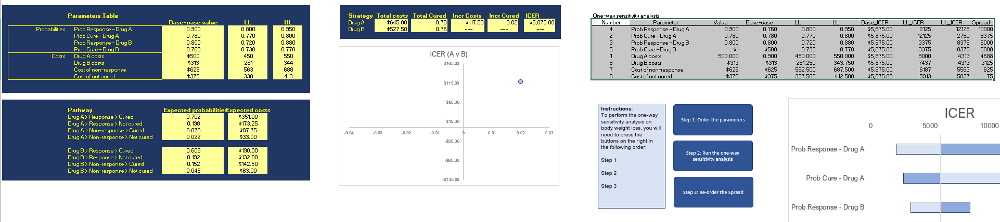 Parameters Table
Base-case value LL UL
Probabilities Prob Response - Drug A 0.900 0.800 0.950
Prob Cure - Drug A 0.780 0.770 0.800
Prob Response - Drug B 0.800 0.720 0.880
Prob Cure - Drug B 0.760 0.730 0.770
Costs Drug A costs $500 450 550
Drug B costs $313 281 344
Cost of non-response $625 563 688
Cost of not cured $375 338 413
Pathway Expected probabilities Expected costs
Drug A > Response > Cured 0.702 $351.00
Drug A > Response > Not cured 0.198 $173.25
Drug A > Non-response > Cured 0.078 $87.75
Drug A > Non-response > Not cured 0.022 $33.00
Drug B > Response > Cured 0.608 $190.00
Drug B > Response > Not cured 0.192 $132.00
Drug B > Non-response > Cured 0.152 $142.50
Drug B > Non-response > Not cured 0.048 $63.00
Strategy Total costs Total Cured Incr Costs Incr Cured ICER
Drug A $645.00 0.78 $117.50 0.02 $5,875.00
Drug B $527.50 0.76 --- --- ---
ICER (A v B)
$165.00
$115.00
$65.00
$15.00
-0.04 -0.03 -0.02 -0.01 0 0.01 0.02 0.03
-$35.00
-$85.00
-$135.00
One-way sensitivity analysis
Number Parameter Value Base-case LL UL Base_ICER LL_ICER UL_ICER Spread
4 Prob Response - Drug A 0.900 0.760 0.800 0.950 $5,875.00 2125 12125 10000
2 Prob Cure - Drug A 0.780 0.780 0.770 0.800 $5,875.00 12125 2750 9375
3 Prob Response - Drug B 0.800 0.800 0.720 0.880 $5,875.00 3375 8375 5000
5 Prob Cure - Drug B $1 $500 0.730 0.770 $5,875.00 3375 8375 5000
1 Drug A costs 500.000 0.900 450.000 550.000 $5,875.00 9000 4313 4688
6 Drug B costs $313 $313 281.250 343.750 $5,875.00 7437 4313 3125
7 Cost of non-response $625 $625 562.500 687.500 $5,875.00 6187 5563 625
8 Cost of not cured $375 $375 337.500 412.500 $5,875.00 5913 5837 75
Instructions:
To perform the one-way
sensitivity analysis on
body weight loss, you will
need to press the
buttons on the right in
the following order:
Step 1
Step 2
Step 3
Step 1: Order the parameters
Step 2: Run the one-way
sensitivity analysis
Step 3: Re-order the Spread
ICER
0 5000 10000
Prob Response - Drug A
Prob Cure - Drug A
Prob Response - Drug B